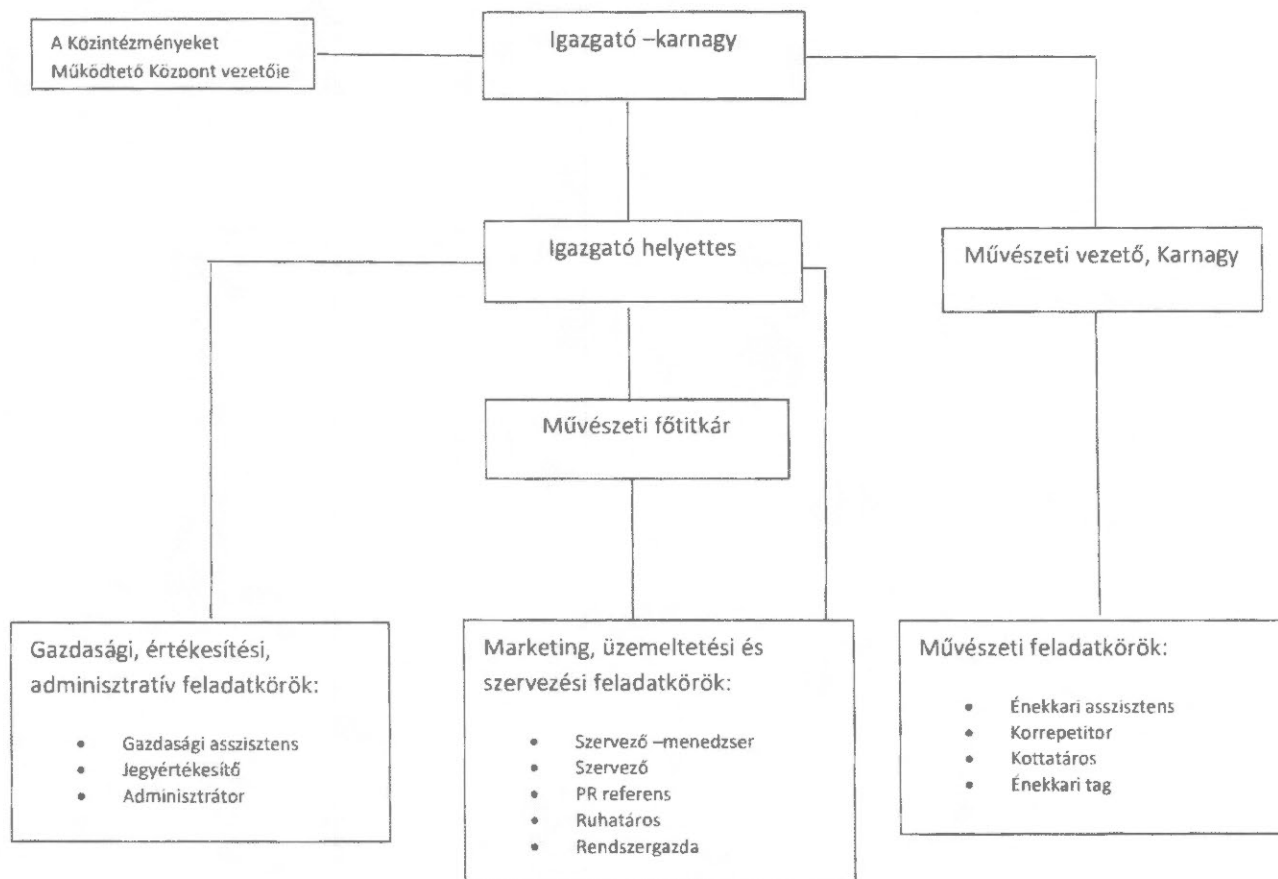 A Közintézményeket
Működtető Központ vezetője
Igazgató –karnagy
Igazgató helyettes
Művészeti vezető, Karnagy
Művészeti főtitkár
Gazdasági, értékesítési,
adminisztratív feladatkörök:
• Gazdasági asszisztens
• Jegyértékesítő
• Adminisztrátor
Marketing, üzemeltetési és
szervezési feladatkörök:
• Szervező –menedzser
• Szervező
• PR referens
• Ruhatáros
• Rendszergazda
Művészeti feladatkörök:
• Énekkari asszisztens
• Korrepetitor
• Kottatáros
• Énekkari tag